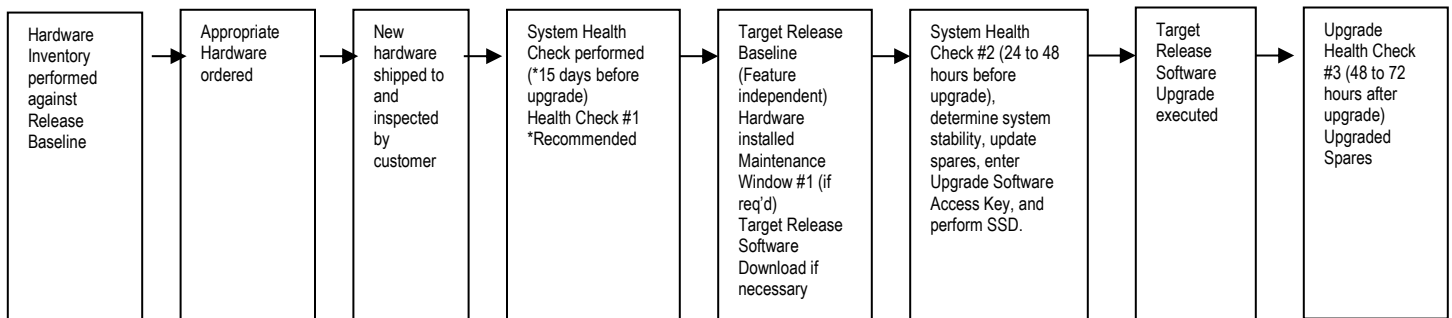 Hardware
Inventory
performed
against
Release
Baseline
Appropriate
Hardware
ordered
New
hardware
shipped to
and
inspected
by
customer
System Health
Check performed
(*15 days before
upgrade)
Health Check #1
*Recommended
Target Release
Baseline
(Feature
independent)
Hardware
installed
Maintenance
Window #1 (if
req'd)
Target Release
Software
Download if
necessary
System Health
Check #2 (24 to 48
hours before
upgrade),
determine system
stability, update
spares, enter
Upgrade Software
Access Key, and
perform SSD.
Target
Release
Software
Upgrade
executed
Upgrade
Health Check
#3 (48 to 72
hours after
upgrade)
Upgraded
Spares